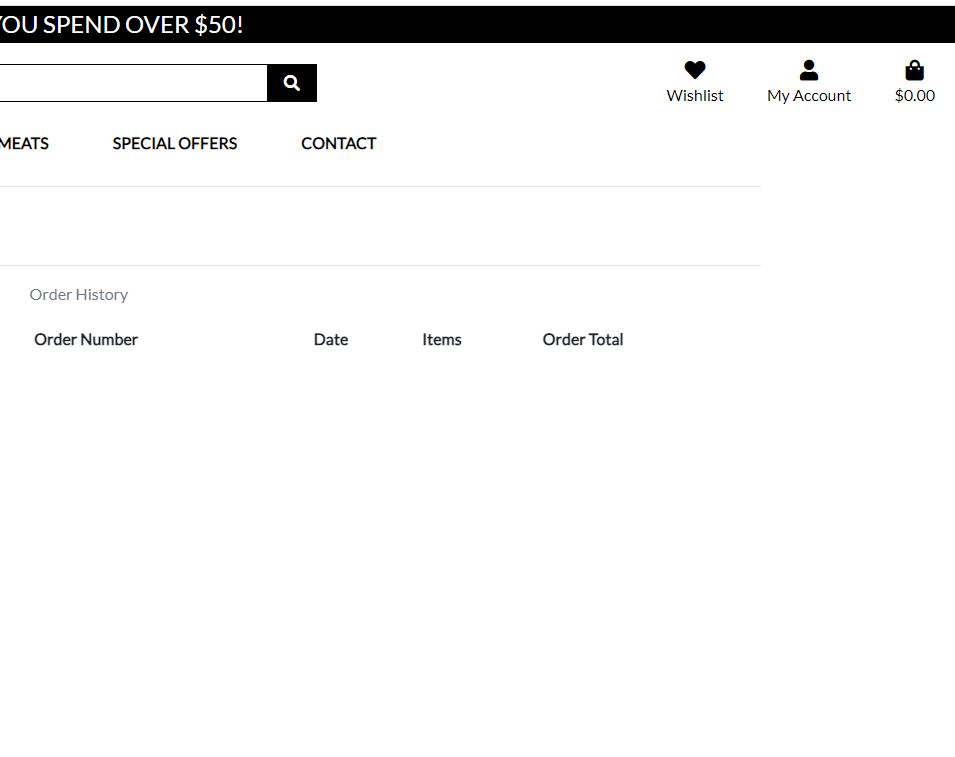 YOU SPEND OVER $50!
Wishlist
My Account
$0.00
MEATS
SPECIAL OFFERS
CONTACT
Order History
Order Number Date Items Order Total